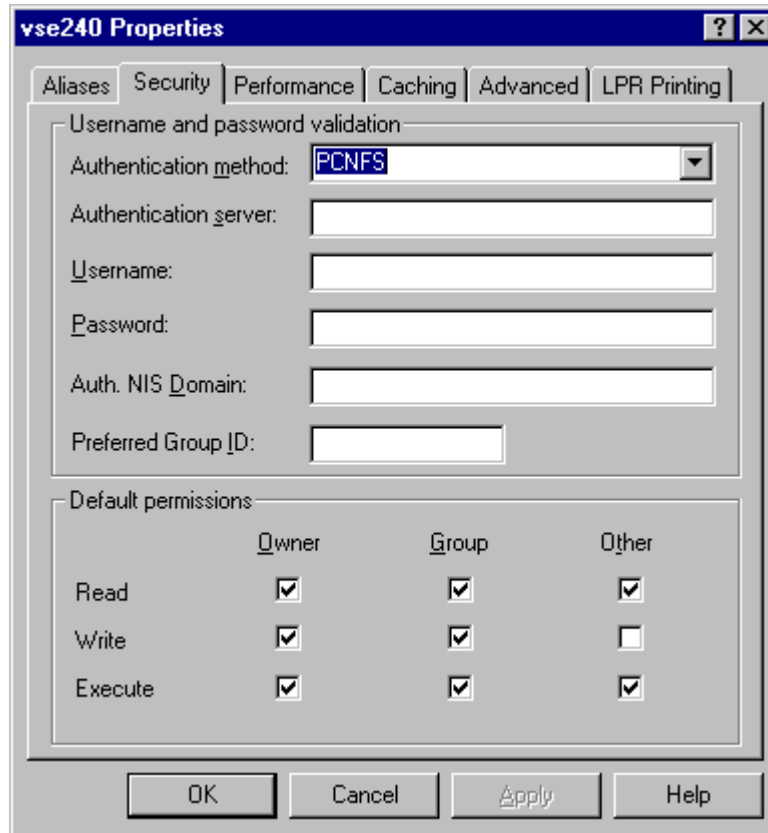 vse240 Properties
Aliases Security Performance Caching Advanced LPR Printing
Username and password validation
Authentication method: PCNFS
Authentication server:
Username:
Password:
Auth. NIS Domain:
Preferred Group ID:
Default permissions
Owner Group Other
Read
Write
Execute
OK Cancel Apply Help